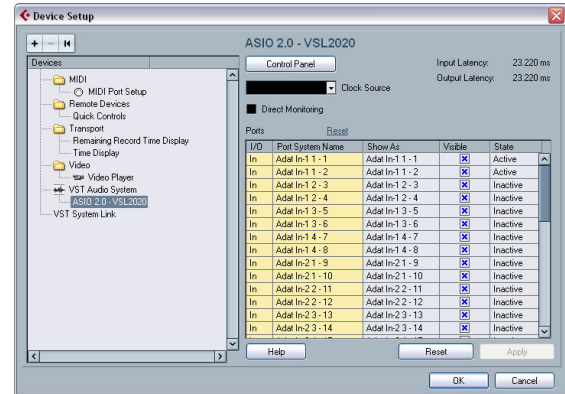 Device Setup
+ -
Devices
MIDI
MIDI Port Setup
Remote Devices
Quick Controls
Transport
Remaining Record Time Display
Time Display
Video
Video Player
VST Audio System
ASIO 2.0 - VSL2020
VST System Link
ASIO 2.0 - VSL2020
Control Panel
Input Latency: 23.220 ms
Output Latency: 23.220 ms
Clock Source
Direct Monitoring
Ports Reset
I/O Port System Name Show As Visible State
In Adat In-1 1 - 1 Adat In-1 1 - 1 Active
In Adat In-1 1 - 2 Adat In-1 1 - 2 Active
In Adat In-1 2 - 3 Adat In-1 2 - 3 Inactive
In Adat In-1 2 - 4 Adat In-1 2 - 4 Inactive
In Adat In-1 3 - 5 Adat In-1 3 - 5 Inactive
In Adat In-1 3 - 6 Adat In-1 3 - 6 Inactive
In Adat In-1 4 - 7 Adat In-1 4 - 7 Inactive
In Adat In-1 4 - 8 Adat In-1 4 - 8 Inactive
In Adat In-2 1 - 9 Adat In-2 1 - 9 Inactive
In Adat In-2 1 - 10 Adat In-2 1 - 10 Inactive
In Adat In-2 2 - 11 Adat In-2 2 - 11 Inactive
In Adat In-2 2 - 12 Adat In-2 2 - 12 Inactive
In Adat In-2 3 - 13 Adat In-2 3 - 13 Inactive
In Adat In-2 3 - 14 Adat In-2 3 - 14 Inactive
Help Reset Apply
OK Cancel